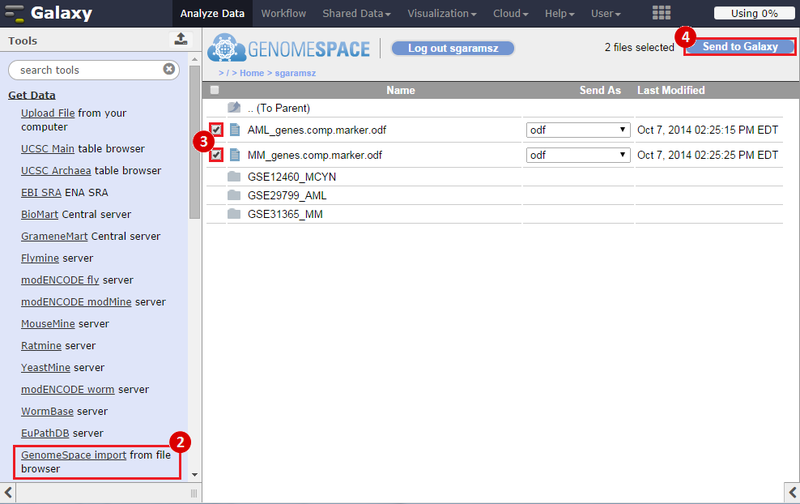 Galaxy Analyze Data Workflow Shared Data Visualization Cloud Help User Using 0%
Tools
search tools
Get Data
Upload File from your
computer
UCSC Main table browser
UCSC Archaea table browser
EBI SRA ENA SRA
BioMart Central server
GrameneMart Central server
Flymine server
modENCODE fly server
modENCODE modMine server
MouseMine server
Ratmine server
YeastMine server
modENCODE worm server
WormBase server
EuPathDB server
GenomeSpace import from file
browser
2
GENOMESPACE Log out sgaramsz 2 files selected Send to Galaxy
4
> / > Home > sgaramsz
Name Send As Last Modified
.. (To Parent)
AML_genes.comp.marker.odf odf Oct 7, 2014 02:25:15 PM EDT
3
MM_genes.comp.marker.odf odf Oct 7, 2014 02:25:25 PM EDT
GSE12460_MCYN
GSE29799_AML
GSE31365_MM